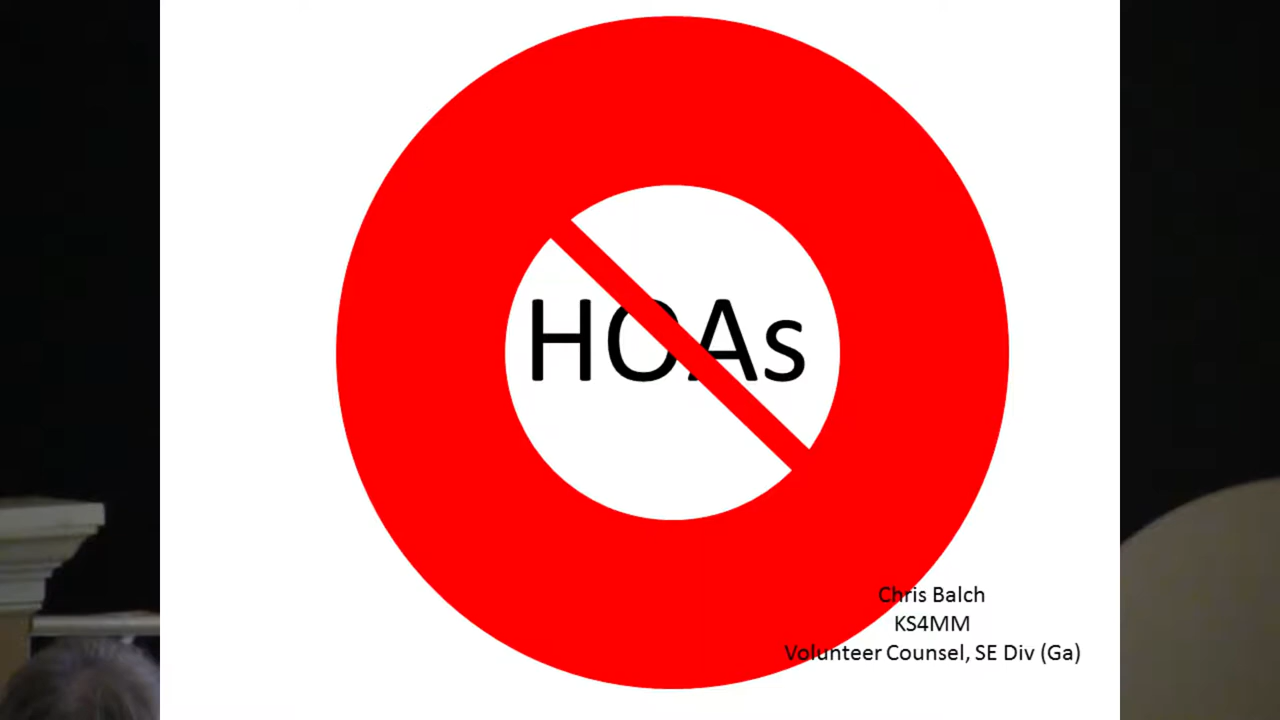 HOAs
Chris Balch
KS4MM
Volunteer Counsel, SE Div (Ga)